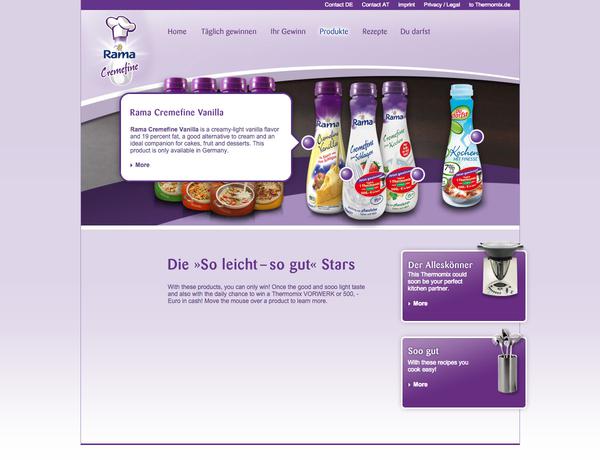 Contact DE Contact AT Imprint Privacy / Legal to Thermomix.de
Home Täglich gewinnen Ihr Gewinn Produkte Rezepte Du darfst
Rama
Cremefine
Rama Cremefine Vanilla
Rama Cremefine Vanilla is a creamy-light vanilla flavor
and 19 percent fat, a good alternative to cream and an
ideal companion for cakes, fruit and desserts. This
product is only available in Germany.
More
Rama
Cremefine
Vanilla
Rama
Cremefine
zum Schlagen
Rama
Cremefine
zum Kochen
Kochen
MIT FINESSE
7%
Die »So leicht – so gut« Stars
With these products, you can only win! Once the good and sooo light taste
and also with the daily chance to win a Thermomix VORWERK or 500, -
Euro in cash! Move the mouse over a product to learn more.
Der Alleskönner
This Thermomix could
soon be your perfect
kitchen partner.
More
Soo gut
With these recipes you
cook easy!
More